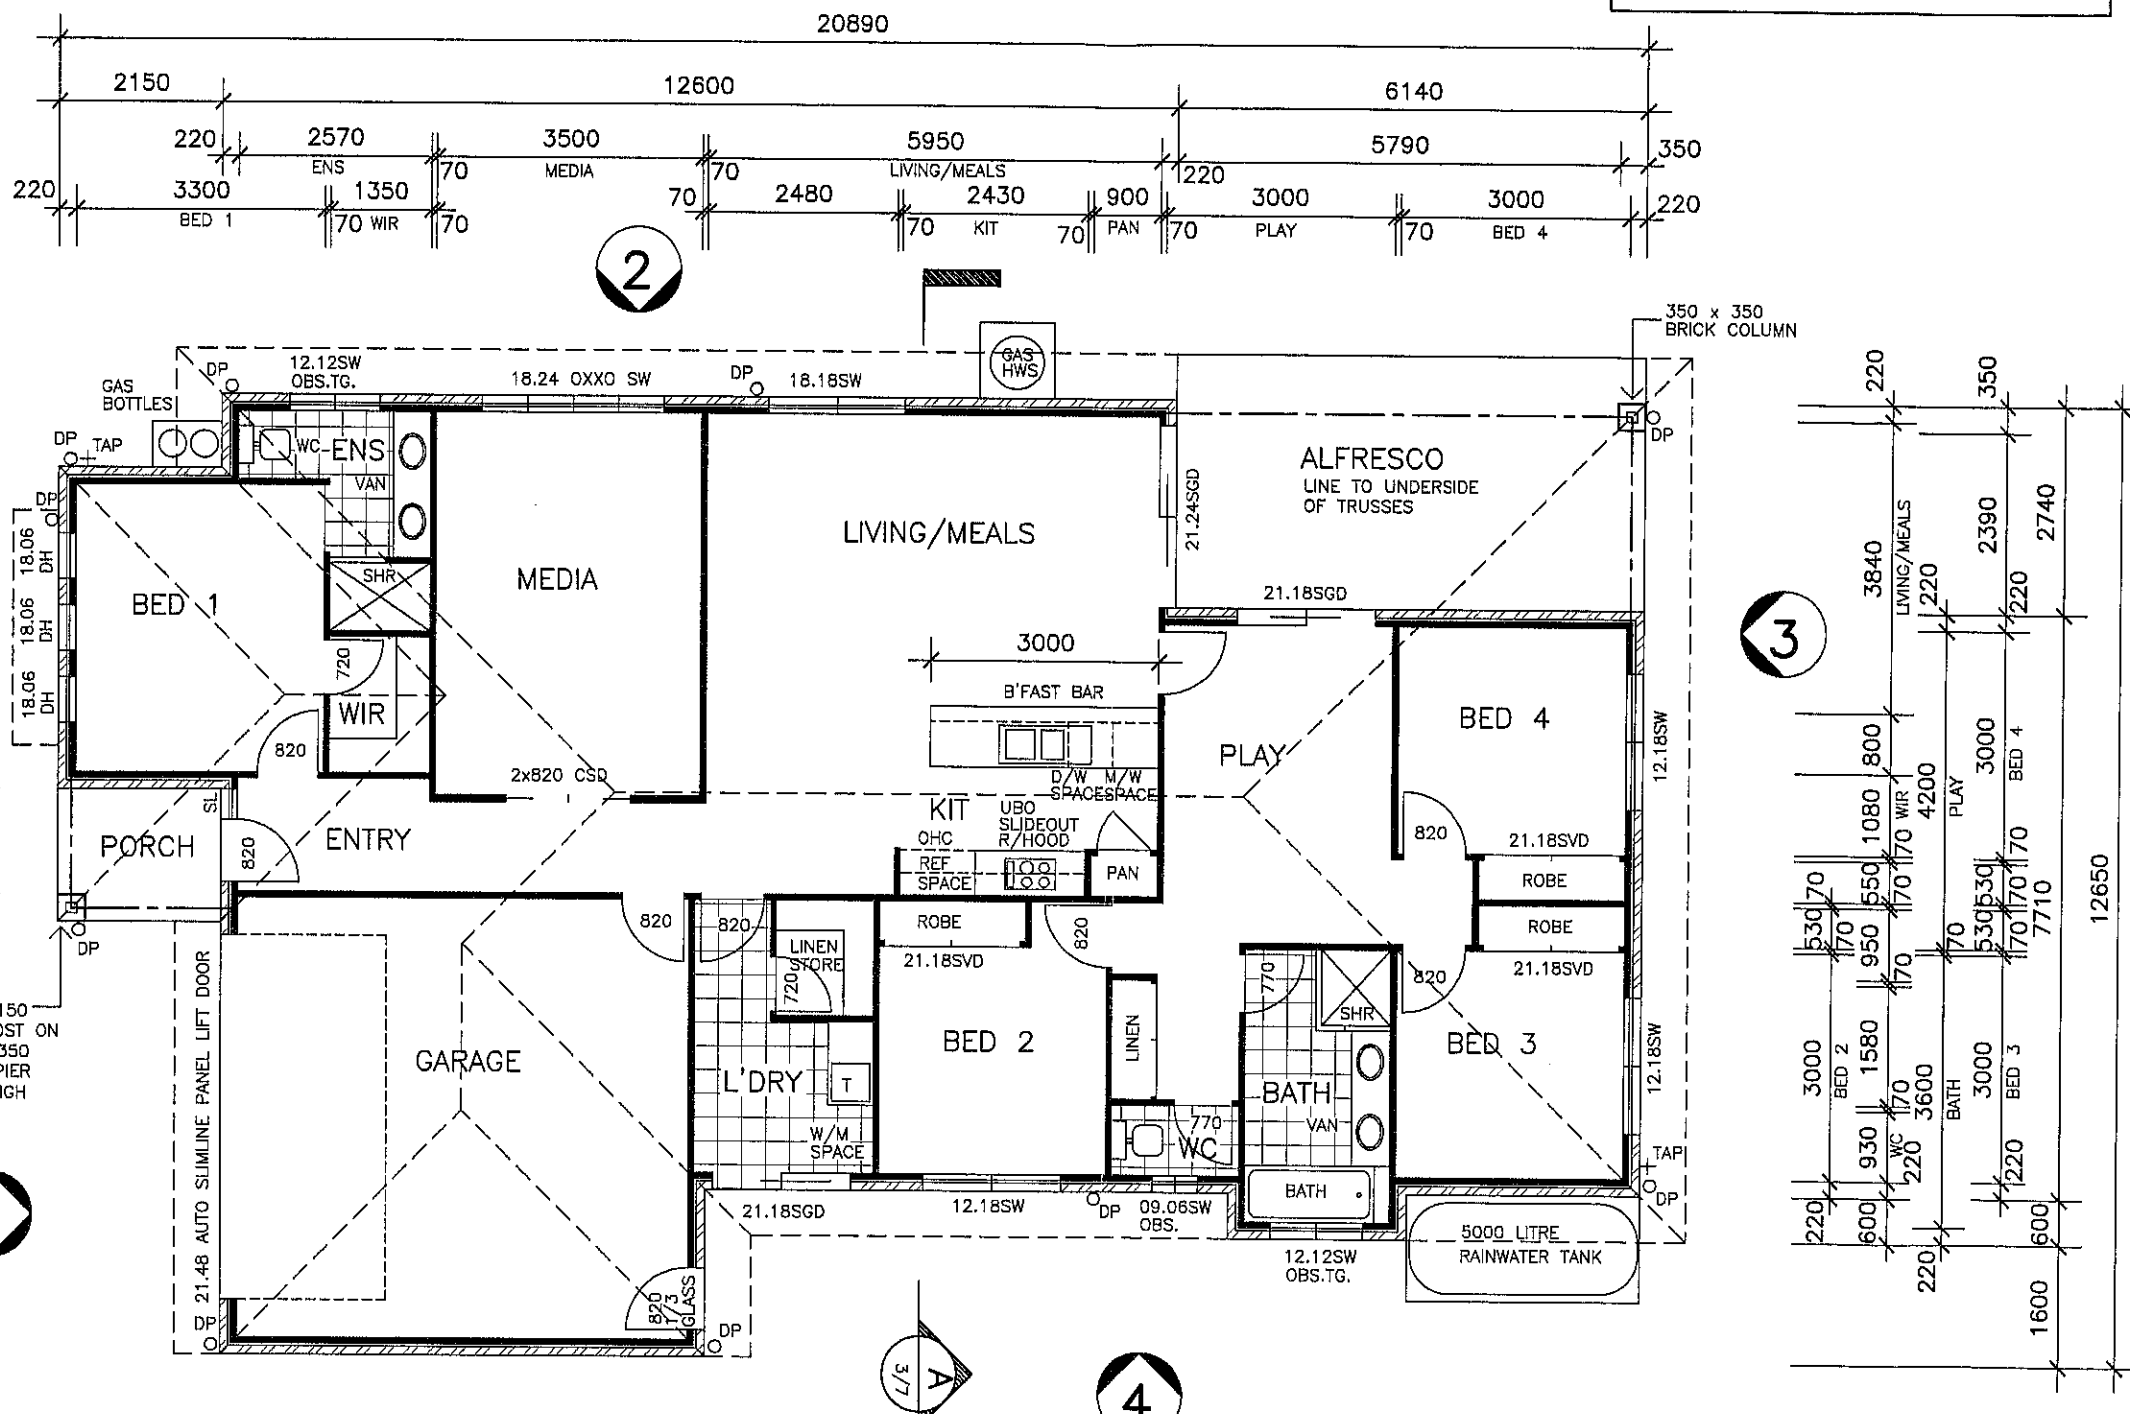 20890
2150 12600 6140
220 2570 3500 5950 5790 350
ENS 70 MEDIA 70 LIVING/MEALS 220
220 3300 1350 70 2480 2430 900 3000 3000 220
BED 1 70 WIR 70 70 KIT 70 PAN 70 PLAY 70 BED 4
2
350 x 350
BRICK COLUMN
GAS
HWS
12.12SW
OBS.TG.
18.24 OXXO SW
DP
18.18SW
DP
GAS
BOTTLES
DP
TAP
DP
DP
WC
ENS
VAN
SHR
18.06
DH
18.06
DH
18.06
DH
BED 1
720
WIR
820
MEDIA
2x820 CSD
LIVING/MEALS
21.24SGD
ALFRESCO
LINE TO UNDERSIDE
OF TRUSSES
21.18SGD
3000
B'FAST BAR
D/W
SPACE
M/W
SPACE
KIT
UBO
SLIDEOUT
R/HOOD
OHC
REF
SPACE
PAN
PLAY
BED 4
12.18SW
820
21.18SVD
ROBE
ROBE
21.18SVD
820
BED 3
12.18SW
SL
PORCH
820
ENTRY
DP
150
OST ON
350
PIER
IGH
21.48 AUTO SLIMLINE PANEL LIFT DOOR
GARAGE
820
820
LINEN
STORE
720
L'DRY
T
W/M
SPACE
ROBE
21.18SVD
820
BED 2
LINEN
770
WC
770
SHR
BATH
VAN
BATH
TAP
DP
21.18SGD
12.18SW
DP
09.06SW
OBS.
12.12SW
OBS.TG.
5000 LITRE
RAINWATER TANK
820
1/3
GLASS
DP
DP
A
3/7
4
3
220
3840
LIVING/MEALS
800
1080
WIR
70
550
70
950
70
1580
70
930
WC
600
70
530
70
3000
BED 2
220
220
4200
PLAY
70
3600
BATH
220
220
350
2390
220
3000
BED 4
70
530
70
530
70
3000
BED 3
220
2740
7710
600
1600
12650